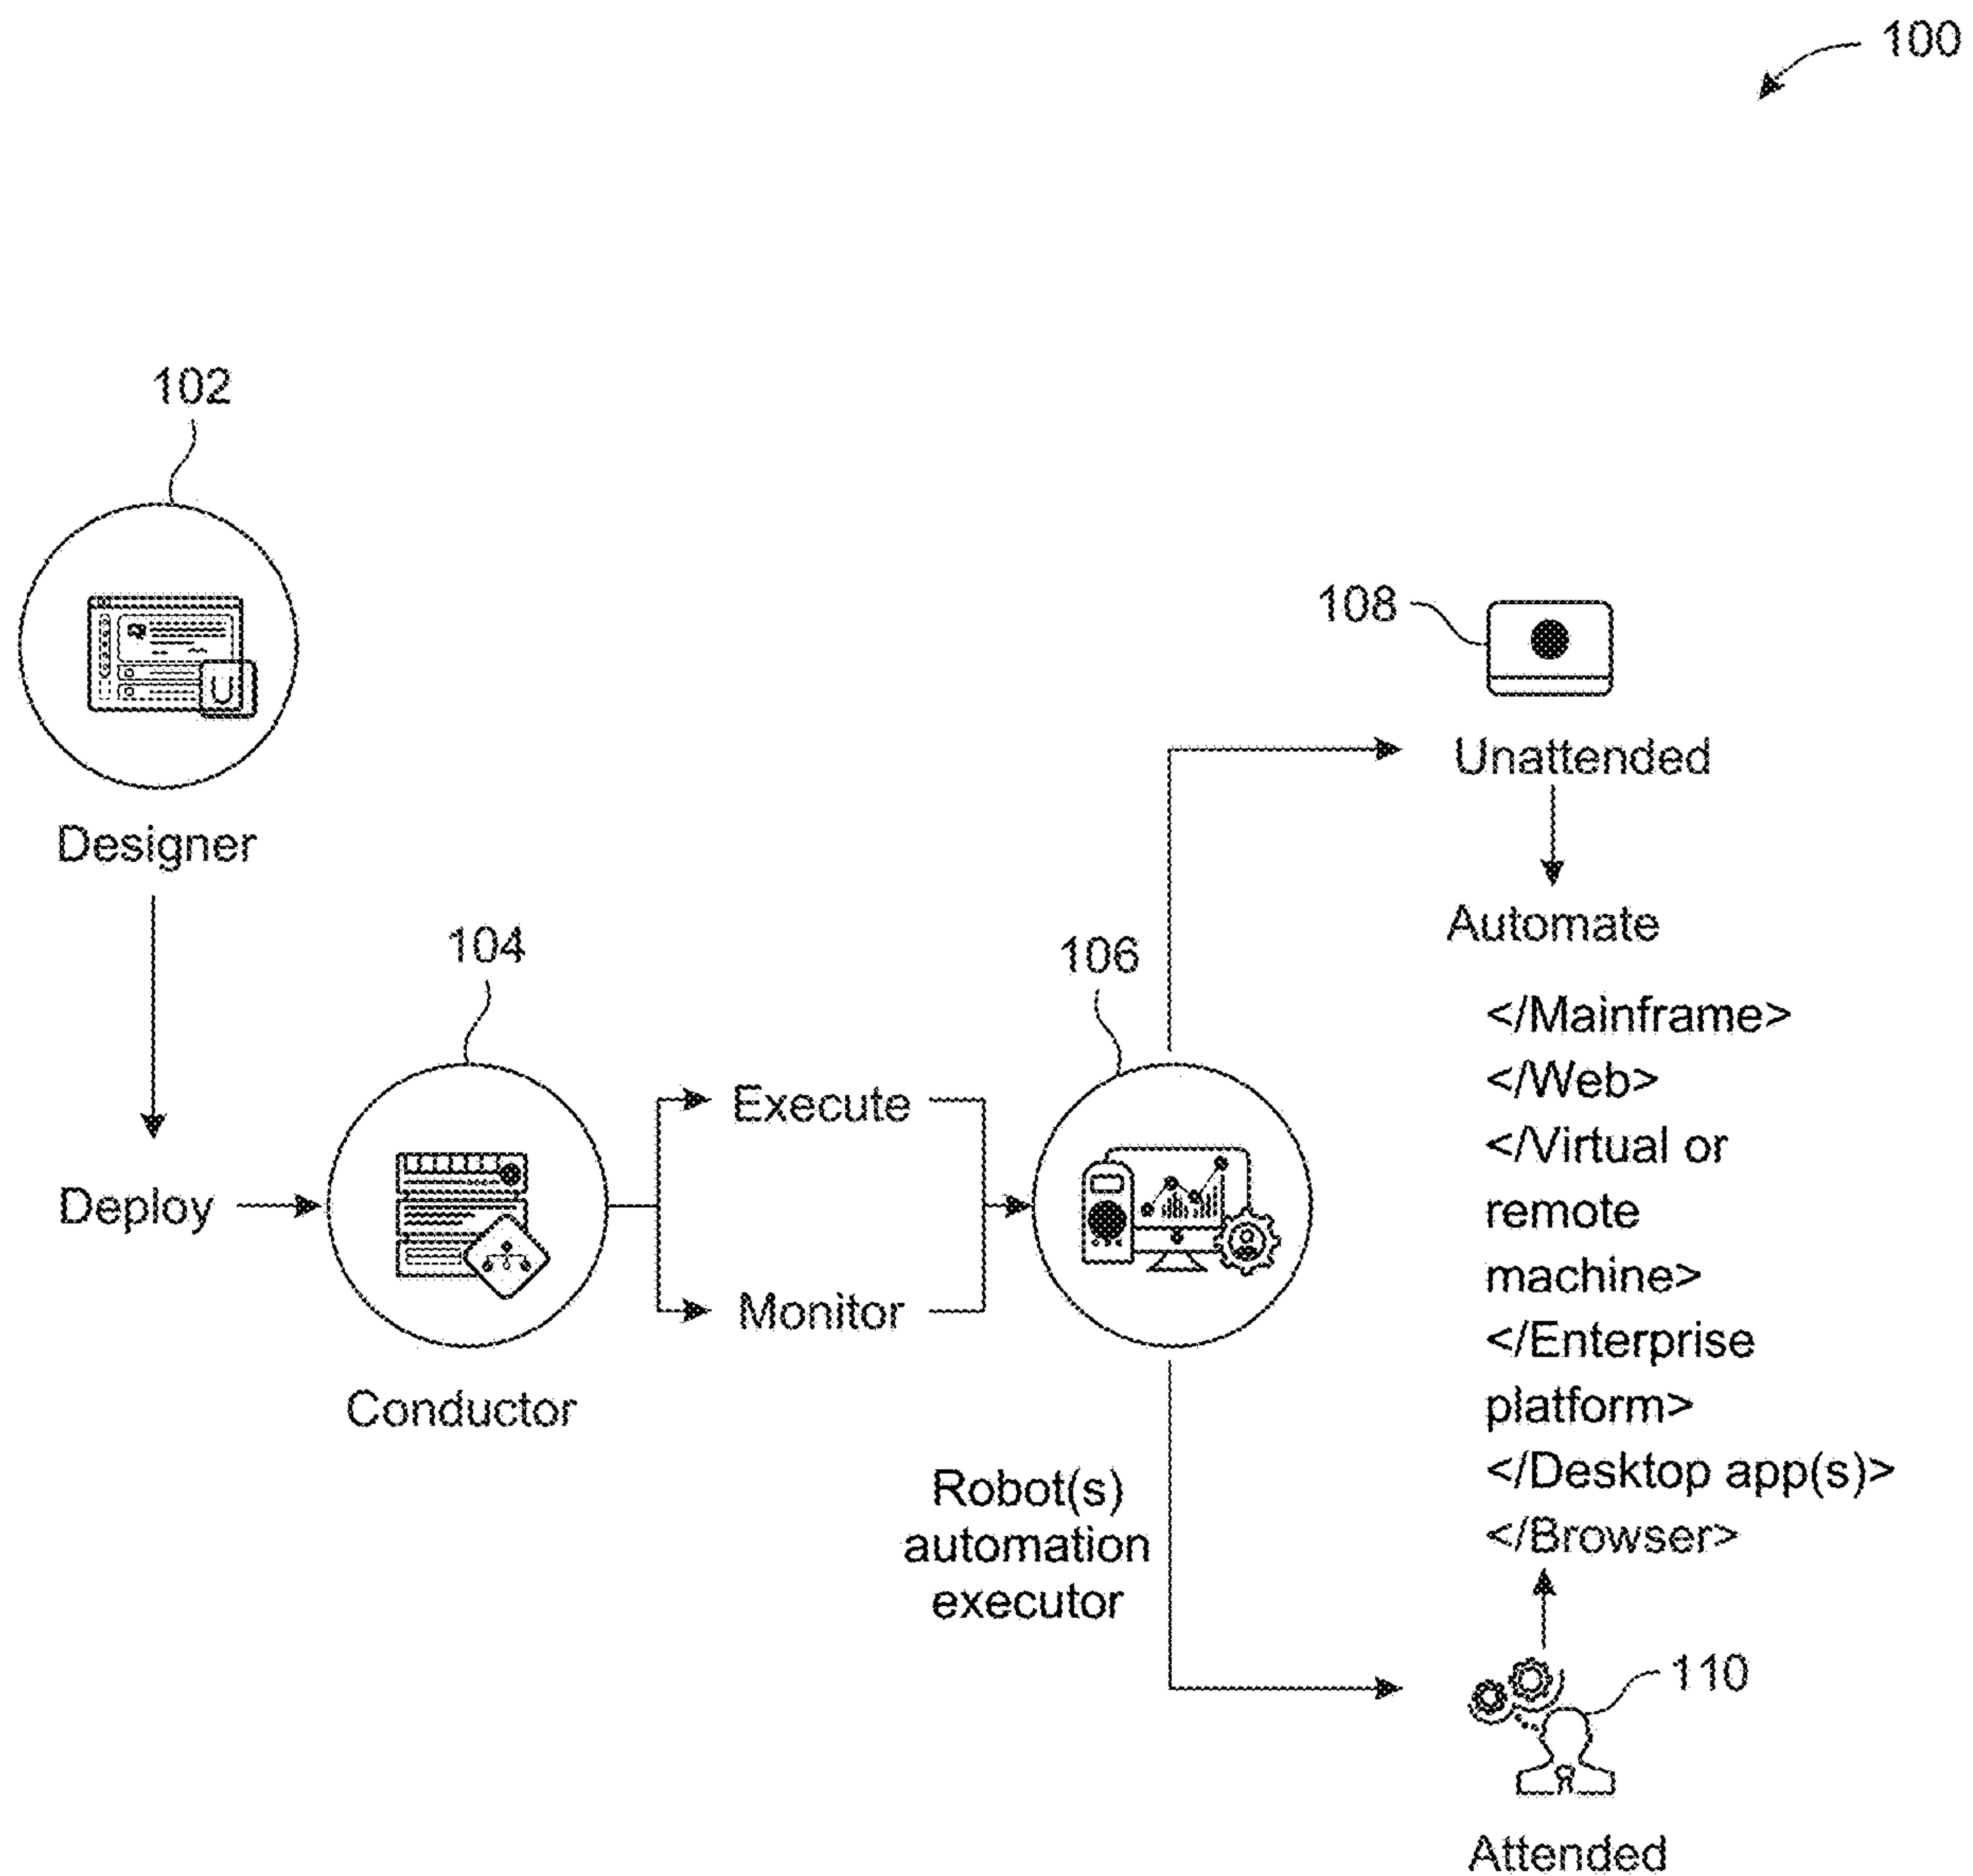 100
102
Designer
Deploy
104
Conductor
Execute
Monitor
106
Robot(s)
automation
executor
108
Unattended
Automate
</Mainframe>
</Web>
</Virtual or
remote
machine>
</Enterprise
platform>
</Desktop app(s)>
</Browser>
110
Attended
U